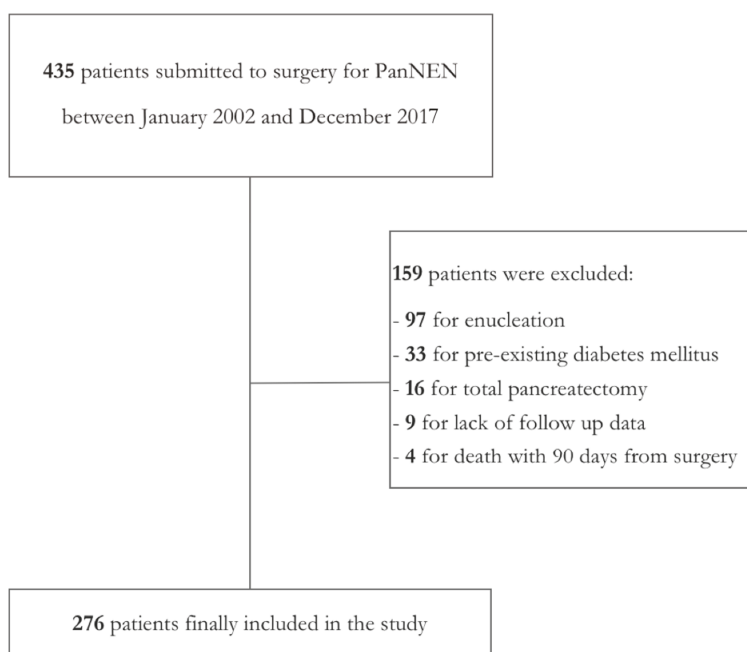 435 patients submitted to surgery for PanNEN
between January 2002 and December 2017
159 patients were excluded:
- 97 for enucleation
- 33 for pre-existing diabetes mellitus
- 16 for total pancreatectomy
- 9 for lack of follow up data
- 4 for death with 90 days from surgery
276 patients finally included in the study